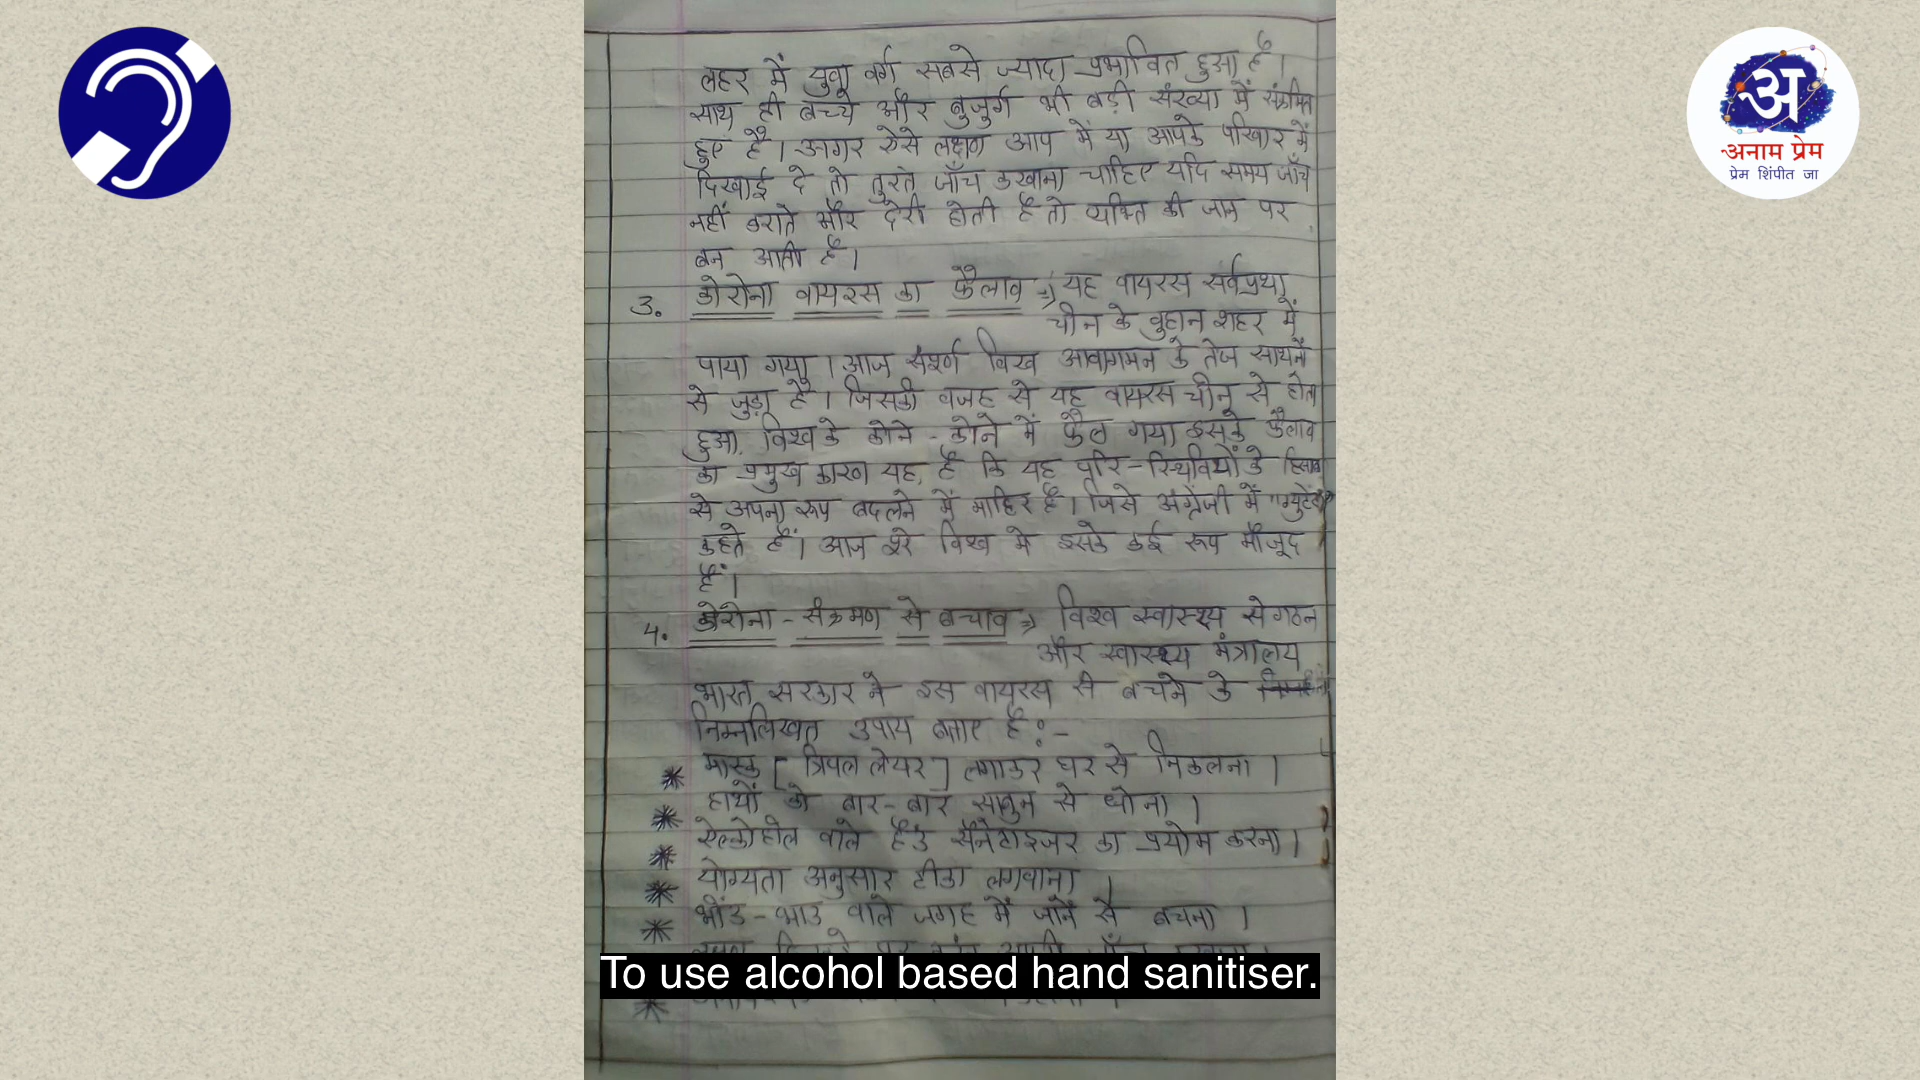 लहर में युवा वर्ग सबसे ज्यादा प्रभावित हुआ है।
साथ ही बच्चे और बुजुर्ग भी बड़ी संख्या में संक्रमित
हुए है। अगर ऐसे लक्षण आप में या आपके परिवार में
दिखाई दे तो तुरंत जाँच करवाना चाहिए यदि समय जाँच
नहीं कराते और देरी होती है तो व्यक्ति की जान पर
बन आती है।
3. कोरोना वायरस का फैलाव ⇒ यह वायरस सर्वप्रथा
चीन के वुहान शहर में
पाया गया। आज संपूर्ण विश्व आवागमन के तेज साधनों
से जुड़ा है। जिसकी वजह से यह वायरस चीन से होता
हुआ विश्व के कोने-कोने में फैल गया इसके फैलाव
का प्रमुख कारण यह है कि यह परि-स्थितियों के हिसाब
से अपना रूप बदलने में माहिर है। जिसे अंग्रेजी में
कहते हैं। आज पूरे विश्व मे इसके कई रूप मौजूद
हैं।
4. कोरोना-संक्रमण से बचाव ⇒ विश्व स्वास्थ्य संगठन
और स्वास्थ्य मंत्रालय
भारत सरकार ने इस वायरस से बचने के
निम्नलिखत उपाय बताए है:-
* मास्क [त्रिपल लेयर] लगाकर घर से निकलना।
* हाथों को बार-बार साबुन से धोना।
* ऐल्कोहोल वाले हैंड सैनेटाइजर का प्रयोग करना।
* योग्यता अनुसार टीका लगवाना।
* भीड-भाड वाले जगह में जानें से बचना।
To use alcohol based hand sanitiser.
अ
अनाम प्रेम
प्रेम शिंपीत जा